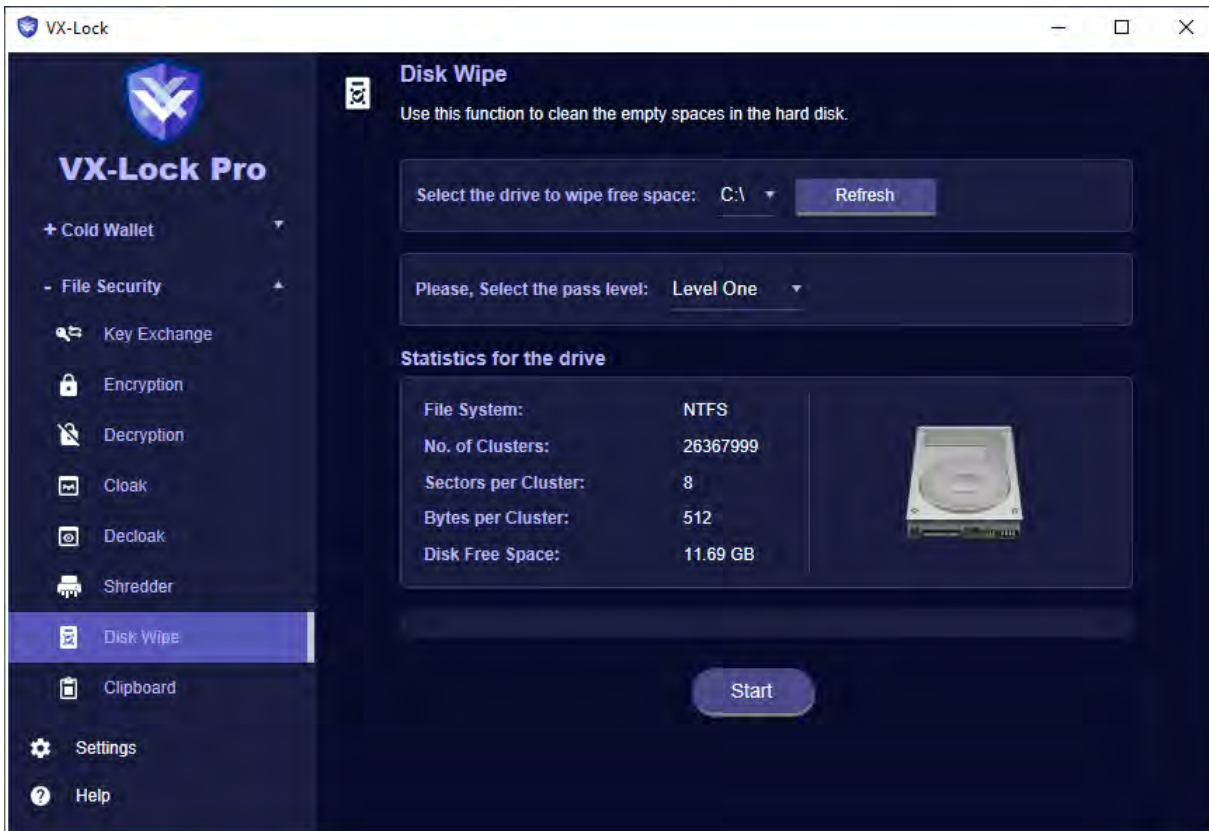 VX-Lock
VX-Lock Pro
+ Cold Wallet
- File Security
Key Exchange
Encryption
Decryption
Cloak
Decloak
Shredder
Disk Wipe
Clipboard
Settings
Help
Disk Wipe
Use this function to clean the empty spaces in the hard disk.
Select the drive to wipe free space: C:\ Refresh
Please, Select the pass level: Level One
Statistics for the drive
File System: NTFS
No. of Clusters: 26367999
Sectors per Cluster: 8
Bytes per Cluster: 512
Disk Free Space: 11.69 GB
Start